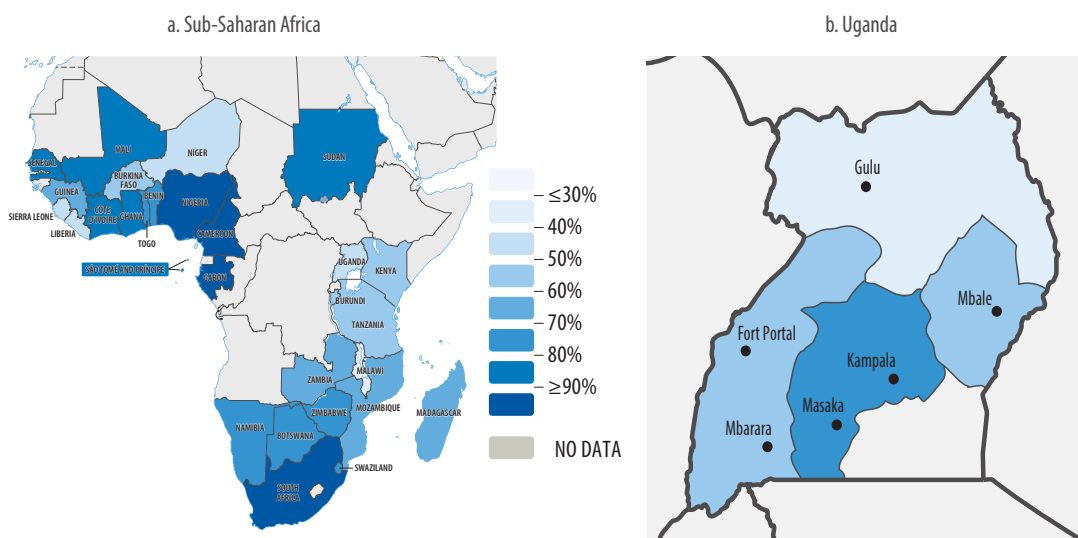 a. Sub-Saharan Africa
b. Uganda
MALI
NIGER
SUDAN
SENEGAL
BURKINA
FASO
GUINEA
BENIN
NIGERIA
SIERRA LEONE
CÔTE
D'IVOIRE
GHANA
LIBERIA
TOGO
CAMEROON
SÃO TOMÉ AND PRÍNCIPE
GABON
UGANDA
KENYA
BURUNDI
TANZANIA
ZAMBIA
MALAWI
MOZAMBIQUE
MADAGASCAR
ZIMBABWE
NAMIBIA
BOTSWANA
SWAZILAND
SOUTH
AFRICA
≤30%
40%
50%
60%
70%
80%
≥90%
NO DATA
Gulu
Mbale
Fort Portal
Kampala
Masaka
Mbarara